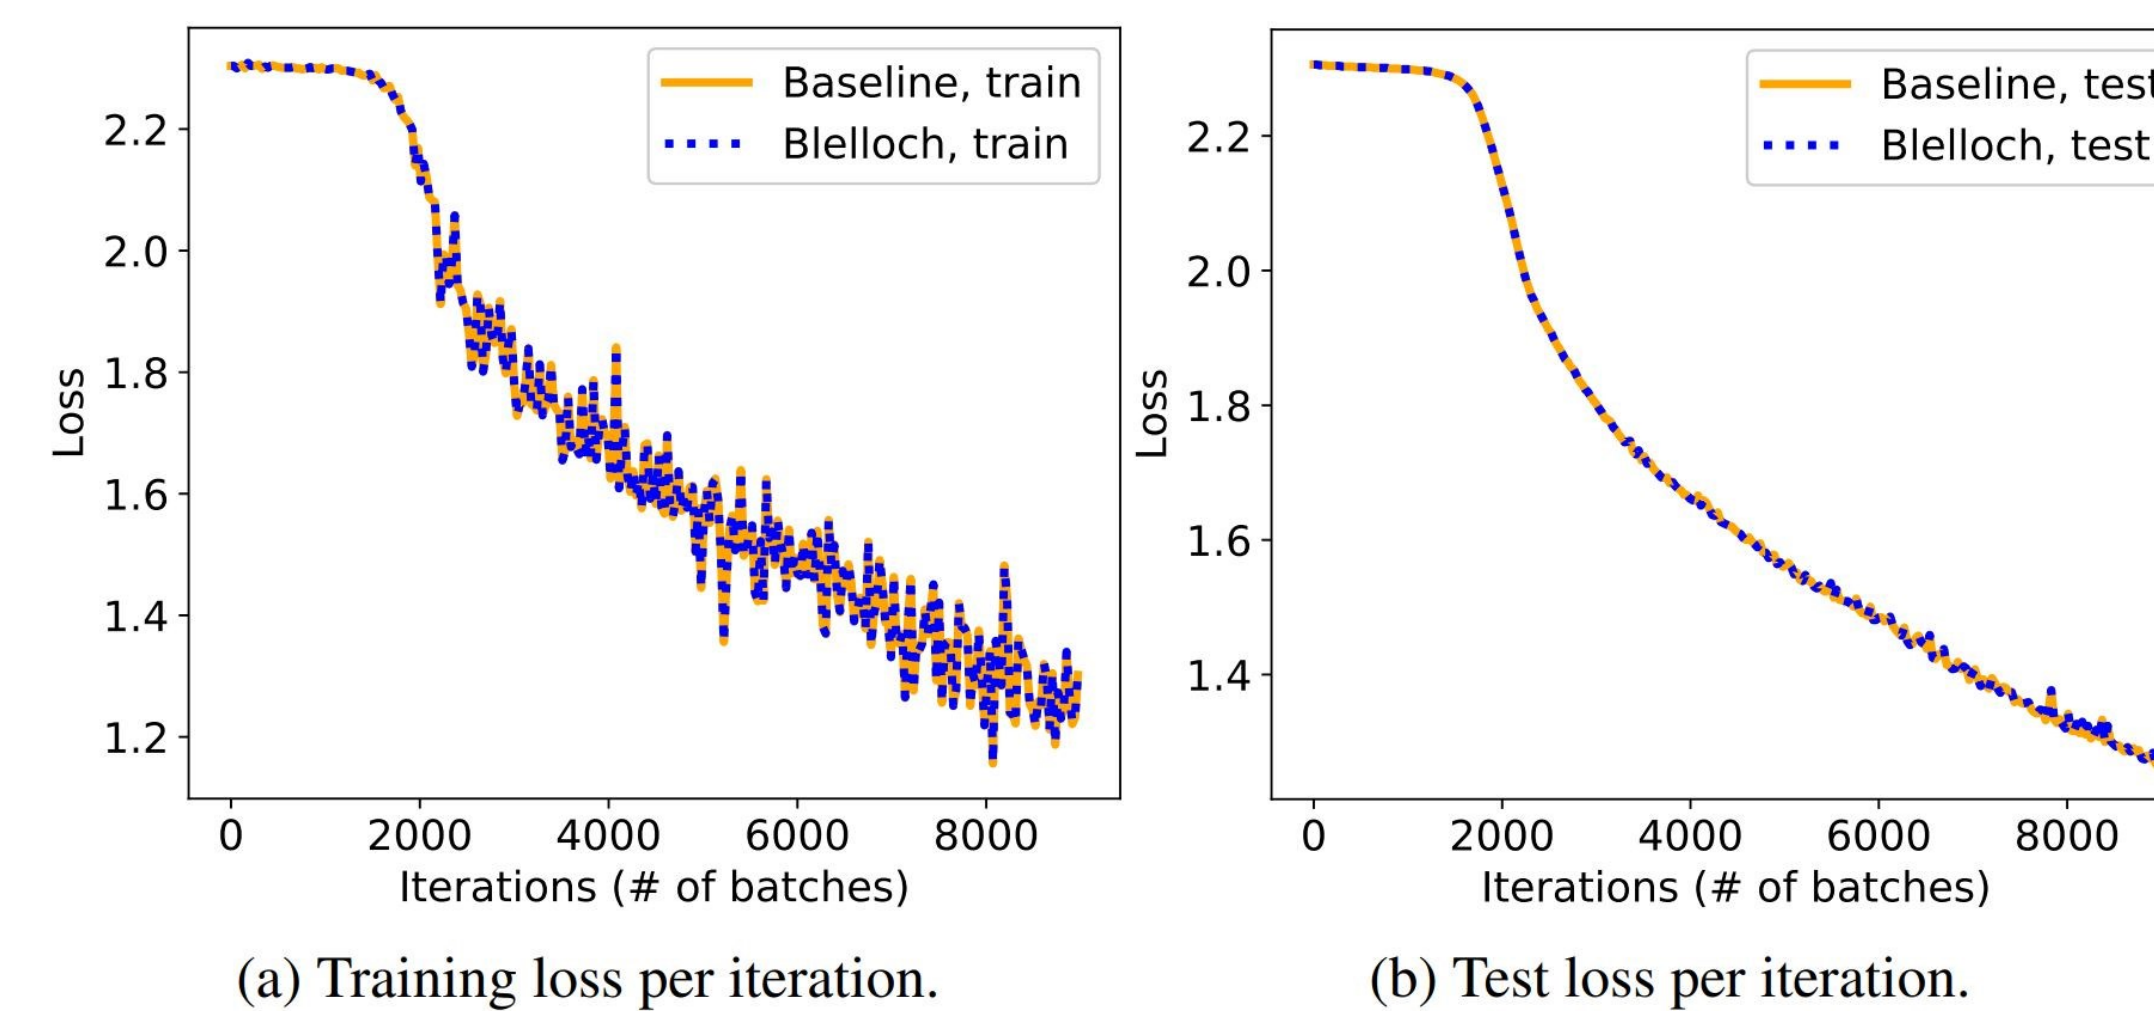 Baseline, train
Blelloch, train
2.2
2.0
1.8
1.6
1.4
1.2
Loss
0 2000 4000 6000 8000
Iterations (# of batches)
(a) Training loss per iteration.
Baseline, test
Blelloch, test
2.2
2.0
1.8
1.6
1.4
Loss
0 2000 4000 6000 8000
Iterations (# of batches)
(b) Test loss per iteration.